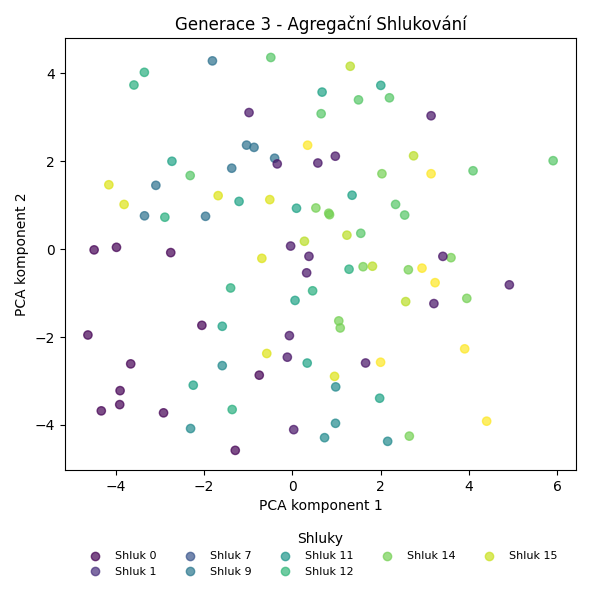 Generace 3 - Agregační Shlukování
PCA komponent 2
4
2
0
−2
−4
−4
−2
0
2
4
6
PCA komponent 1
Shluky
Shluk 0
Shluk 7
Shluk 11
Shluk 14
Shluk 15
Shluk 1
Shluk 9
Shluk 12